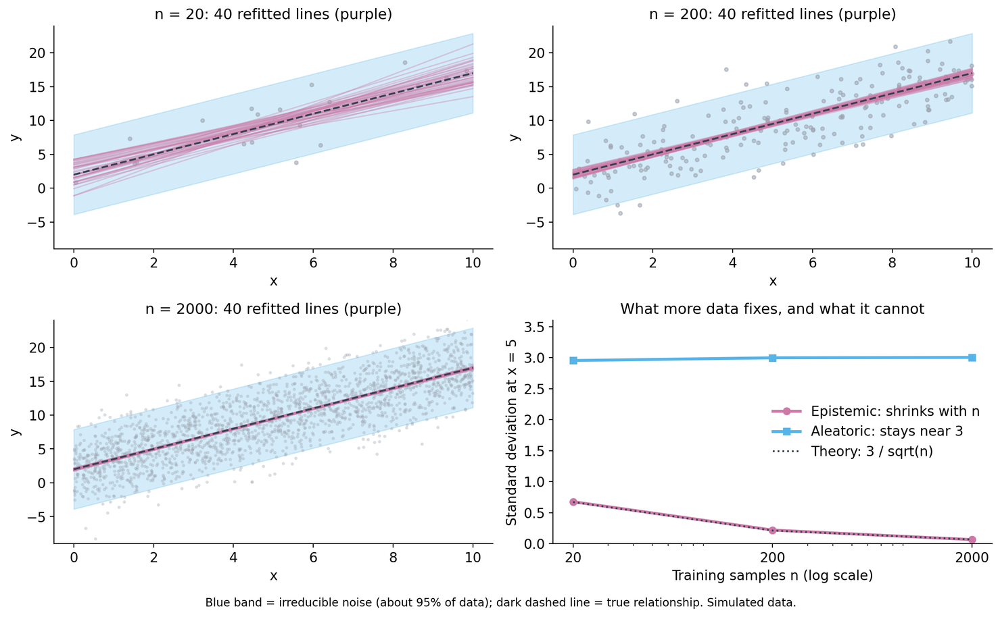 n = 20: 40 refitted lines (purple)
y
20
15
10
5
0
−5
0 2 4 6 8 10
x
n = 200: 40 refitted lines (purple)
y
20
15
10
5
0
−5
0 2 4 6 8 10
x
n = 2000: 40 refitted lines (purple)
y
20
15
10
5
0
−5
0 2 4 6 8 10
x
What more data fixes, and what it cannot
Standard deviation at x = 5
3.5
3.0
2.5
2.0
1.5
1.0
0.5
0.0
Epistemic: shrinks with n
Aleatoric: stays near 3
Theory: 3 / sqrt(n)
20 200 2000
Training samples n (log scale)
Blue band = irreducible noise (about 95% of data); dark dashed line = true relationship. Simulated data.